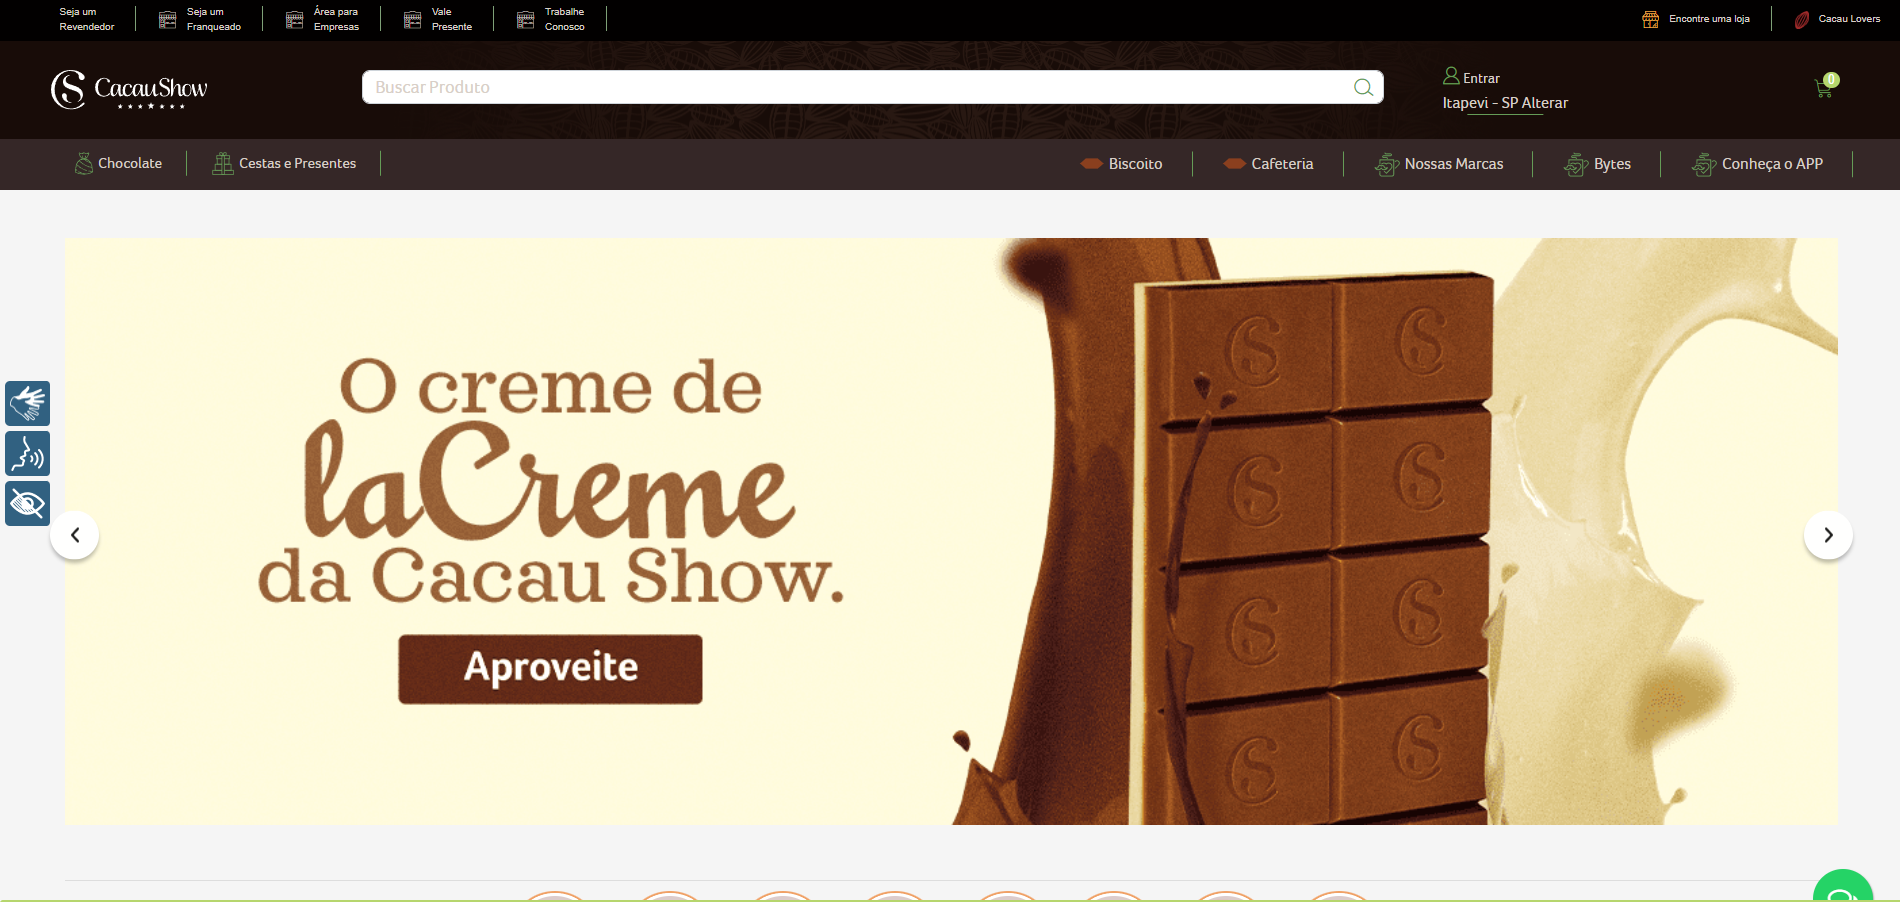 Seja um
Revendedor
Seja um
Franqueado
Área para
Empresas
Vale
Presente
Trabalhe
Conosco
Encontre uma loja
Cacau Lovers
CacauShow
Buscar Produto
Entrar
Itapevi - SP Alterar
0
Chocolate
Cestas e Presentes
Biscoito
Cafeteria
Nossas Marcas
Bytes
Conheça o APP
O creme de
laCreme
da Cacau Show.
Aproveite